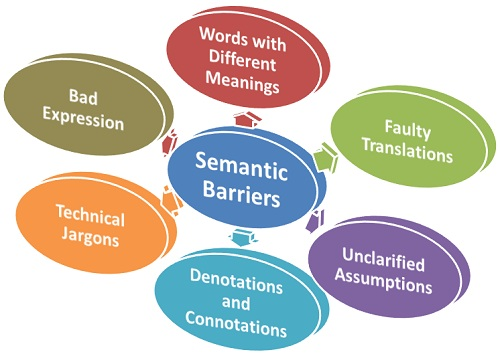 Words with
Different
Meanings
Bad
Expression
Faulty
Translations
Semantic
Barriers
Technical
Jargons
Unclarified
Assumptions
Denotations
and
Connotations